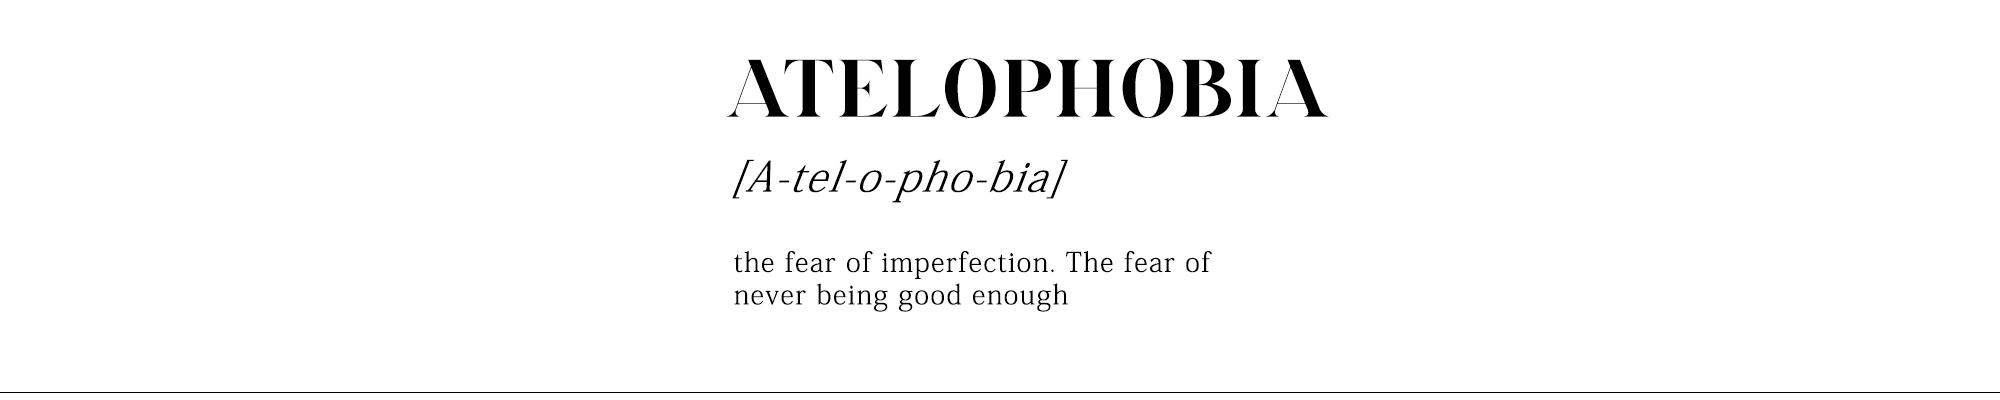 ATELOPHOBIA
[A-tel-o-pho-bia]
the fear of imperfection. The fear of
never being good enough